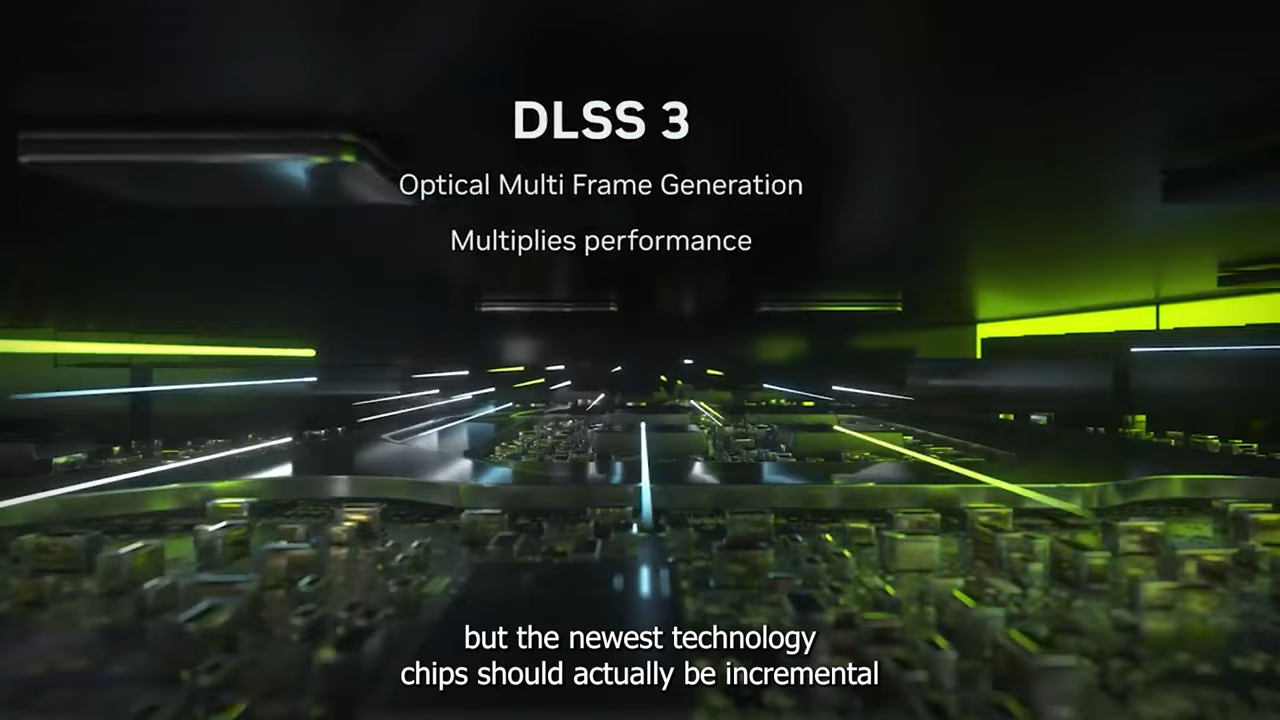 DLSS 3
Optical Multi Frame Generation
Multiplies performance
but the newest technology
chips should actually be incremental